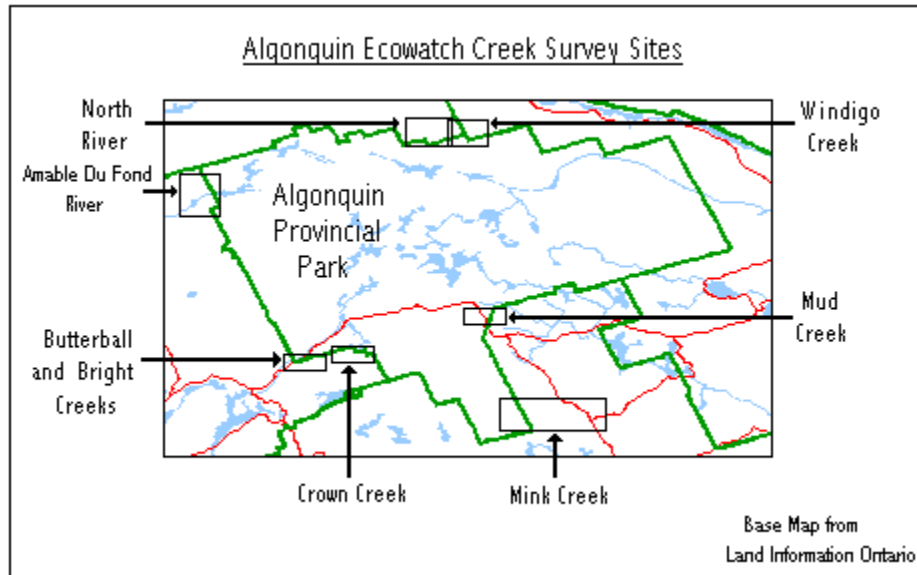 Algonquin Ecowatch Creek Survey Sites
North
River
Windigo
Creek
Amable Du Fond
River
Algonquin
Provincial
Park
Mud
Creek
Butterball
and Bright
Creeks
Crown Creek
Mink Creek
Base Map from
Land Information Ontario